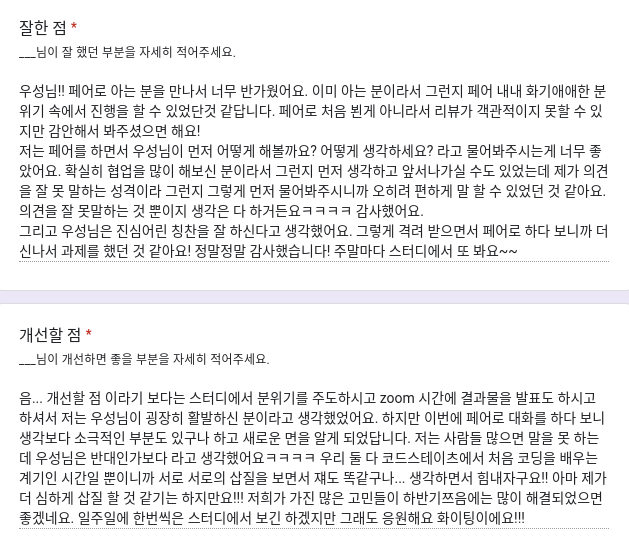 잘한 점 *
___님이 잘 했던 부분을 자세히 적어주세요.
우성님!! 페어로 아는 분을 만나서 너무 반가웠어요. 이미 아는 분이라서 그런지 페어 내내 화기애애한 분
위기 속에서 진행을 할 수 있었단것 같답니다. 페어로 처음 뵌게 아니라서 리뷰가 객관적이지 못할 수 있
지만 감안해서 봐주셨으면 해요!
저는 페어를 하면서 우성님이 먼저 어떻게 해볼까요? 어떻게 생각하세요? 라고 물어봐주시는게 너무 좋
았어요. 확실히 협업을 많이 해보신 분이라서 그런지 먼저 생각하고 앞서나가실 수도 있었는데 제가 의견
을 잘 못 말하는 성격이라 그런지 그렇게 먼저 물어봐주시니까 오히려 편하게 말 할 수 있었던 것 같아요.
의견을 잘 못말하는 것 뿐이지 생각은 다 하거든요ㅋㅋㅋㅋ 감사했어요.
그리고 우성님은 진심어린 칭찬을 잘 하신다고 생각했어요. 그렇게 격려 받으면서 페어로 하다 보니까 더
신나서 과제를 했던 것 같아요! 정말정말 감사했습니다! 주말마다 스터디에서 또 봐요~~
개선할 점 *
___님이 개선하면 좋을 부분을 자세히 적어주세요.
음... 개선할 점 이라기 보다는 스터디에서 분위기를 주도하시고 zoom 시간에 결과물을 발표도 하시고
하셔서 저는 우성님이 굉장히 활발하신 분이라고 생각했었어요. 하지만 이번에 페어로 대화를 하다 보니
생각보다 소극적인 부분도 있구나 하고 새로운 면을 알게 되었답니다. 저는 사람들 많으면 말을 못 하는
데 우성님은 반대인가보다 라고 생각했어요ㅋㅋㅋㅋ 우리 둘 다 코드스테이츠에서 처음 코딩을 배우는
계기인 시간일 뿐이니까 서로 서로의 삽질을 보면서 쟤도 똑같구나... 생각하면서 힘내자구요!! 아마 제가
더 심하게 삽질 할 것 같기는 하지만요!!! 저희가 가진 많은 고민들이 하반기쯔음에는 많이 해결되었으면
좋겠네요. 일주일에 한번씩은 스터디에서 보긴 하겠지만 그래도 응원해요 화이팅이에요!!!